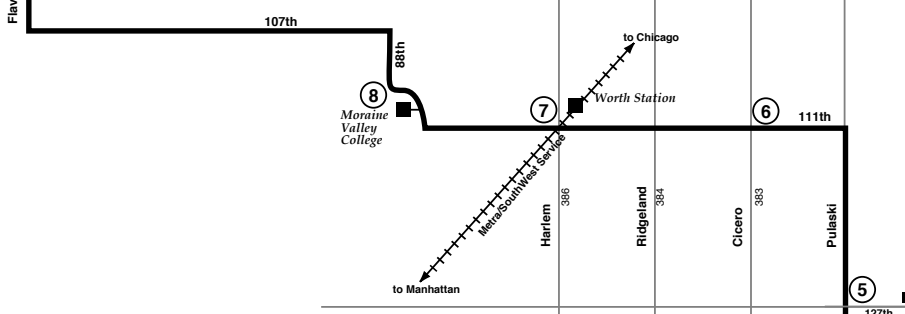 Flav
107th
88th
to Chicago
8
Moraine
Valley
College
7
Worth Station
6
111th
Metra/SouthWest Service
386
384
383
Harlem
Ridgeland
Cicero
Pulaski
to Manhattan
5
127th